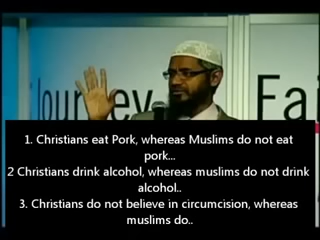 Journey
Fai
1. Christians eat Pork, whereas Muslims do not eat
pork...
2 Christians drink alcohol, whereas muslims do not drink
alcohol..
3. Christians do not believe in circumcision, whereas
muslims do..